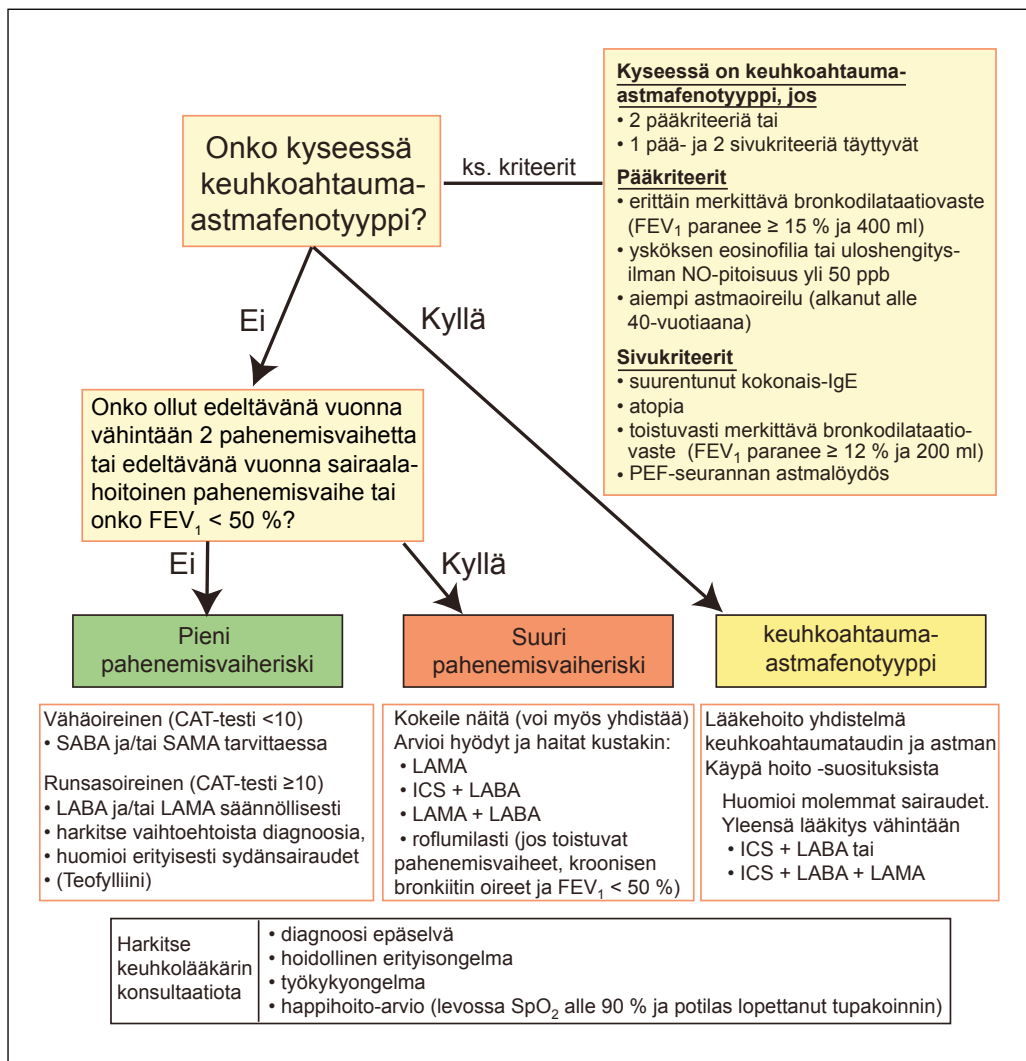 Onko kyseessä
keuhkoahtauma-
astmafenotyyppi?
ks. kriteerit
Kyseessä on keuhkoahtauma-
astmafenotyyppi, jos
• 2 pääkriteeriä tai
• 1 pää- ja 2 sivukriteeriä täyttyvät
Pääkriteerit
• erittäin merkittävä bronkodilataatiovaste
(FEV₁ paranee ≥ 15 % ja 400 ml)
• ysköksen eosinofilia tai uloshengitys-
ilman NO-pitoisuus yli 50 ppb
• aiempi astmaoireilu (alkanut alle
40-vuotiaana)
Sivukriteerit
• suurentunut kokonais-IgE
• atopia
• toistuvasti merkittävä bronkodilataatio-
vaste (FEV₁ paranee ≥ 12 % ja 200 ml)
• PEF-seurannan astmalöydös
Ei
Kyllä
Onko ollut edeltävänä vuonna
vähintään 2 pahenemisvaihetta
tai edeltävänä vuonna sairaala-
hoitoinen pahenemisvaihe tai
onko FEV₁ < 50 %?
Ei
Kyllä
Pieni
pahenemisvaiheriski
Suuri
pahenemisvaiheriski
keuhkoahtauma-
astmafenotyyppi
Vähäoireinen (CAT-testi <10)
• SABA ja/tai SAMA tarvittaessa
Runsasoireinen (CAT-testi ≥10)
• LABA ja/tai LAMA säännöllisesti
• harkitse vaihtoehtoista diagnoosia,
• huomioi erityisesti sydänsairaudet
• (Teofylliini)
Kokeile näitä (voi myös yhdistää)
Arvioi hyödyt ja haitat kustakin:
• LAMA
• ICS + LABA
• LAMA + LABA
• roflumilasti (jos toistuvat
pahenemisvaiheet, kroonisen
bronkiitin oireet ja FEV₁ < 50 %)
Lääkehoito yhdistelmä
keuhkoahtaumataudin ja astman
Käypä hoito -suosituksista
Huomioi molemmat sairaudet.
Yleensä lääkitys vähintään
• ICS + LABA tai
• ICS + LABA + LAMA
Harkitse
keuhkolääkärin
konsultaatiota
• diagnoosi epäselvä
• hoidollinen erityisongelma
• työkykyongelma
• happihoito-arvio (levossa SpO₂ alle 90 % ja potilas lopettanut tupakoinnin)